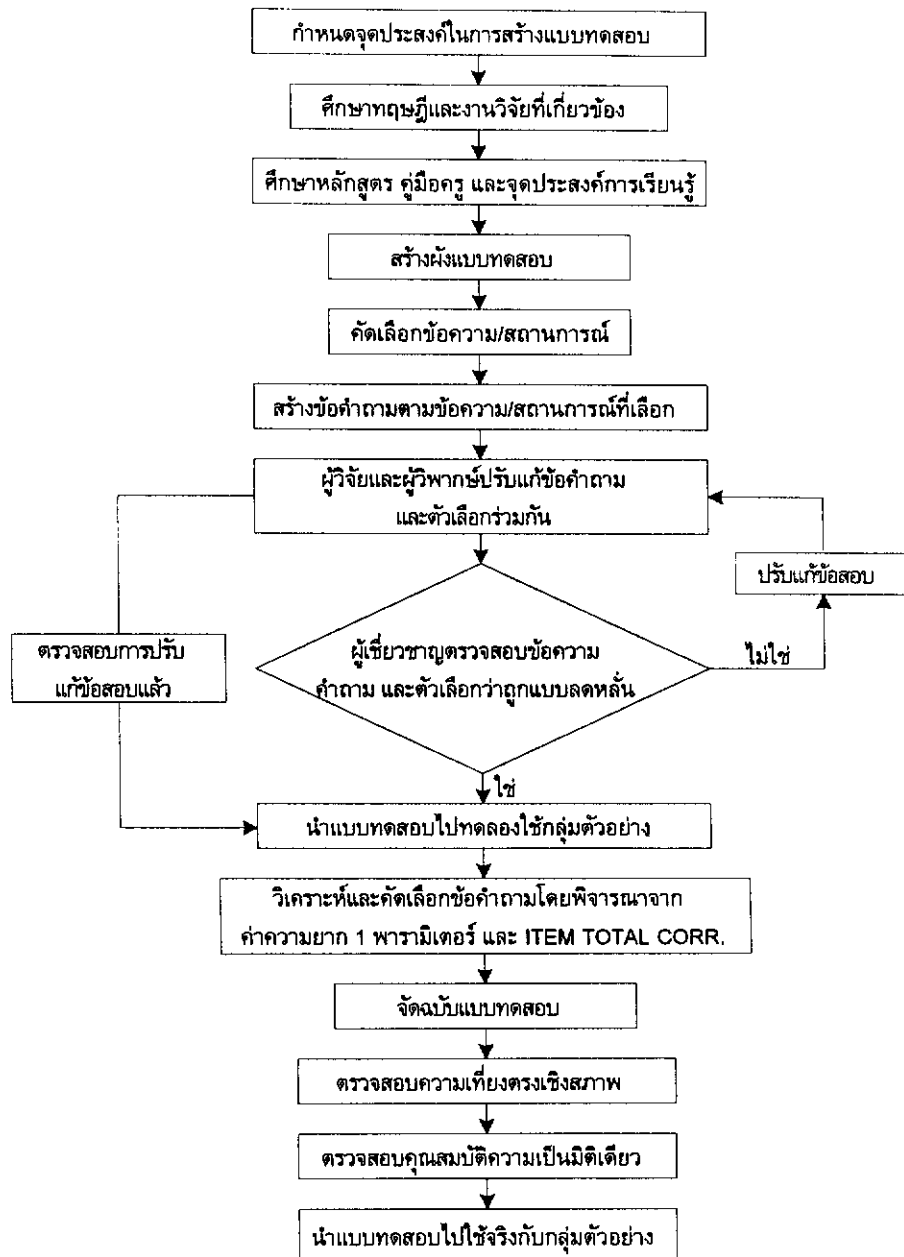 กำหนดจุดประสงค์ในการสร้างแบบทดสอบ
ศึกษาทฤษฎีและงานวิจัยที่เกี่ยวข้อง
ศึกษาหลักสูตร คู่มือครู และจุดประสงค์การเรียนรู้
สร้างผังแบบทดสอบ
คัดเลือกข้อความ/สถานการณ์
สร้างข้อคำถามตามข้อความ/สถานการณ์ที่เลือก
ผู้วิจัยและผู้วิพากษ์ปรับแก้ข้อคำถาม
และตัวเลือกร่วมกัน
ปรับแก้ข้อสอบ
ตรวจสอบการปรับ
แก้ข้อสอบแล้ว
ผู้เชี่ยวชาญตรวจสอบข้อความ
คำถาม และตัวเลือกว่าถูกแบบลดหลั่น
ไม่ใช่
ใช่
นำแบบทดสอบไปทดลองใช้กลุ่มตัวอย่าง
วิเคราะห์และคัดเลือกข้อคำถามโดยพิจารณาจาก
ค่าความยาก 1 พารามิเตอร์ และ ITEM TOTAL CORR.
จัดฉบับแบบทดสอบ
ตรวจสอบความเที่ยงตรงเชิงสภาพ
ตรวจสอบคุณสมบัติความเป็นมิติเดียว
นำแบบทดสอบไปใช้จริงกับกลุ่มตัวอย่าง